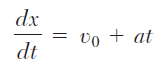 dx/dt = v₀ + at